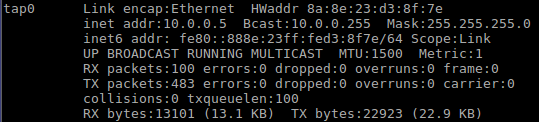 tap0      Link encap:Ethernet  HWaddr 8a:8e:23:d3:8f:7e
          inet addr:10.0.0.5  Bcast:10.0.0.255  Mask:255.255.255.0
          inet6 addr: fe80::888e:23ff:fed3:8f7e/64 Scope:Link
          UP BROADCAST RUNNING MULTICAST  MTU:1500  Metric:1
          RX packets:100 errors:0 dropped:0 overruns:0 frame:0
          TX packets:483 errors:0 dropped:0 overruns:0 carrier:0
          collisions:0 txqueuelen:100
          RX bytes:13101 (13.1 KB)  TX bytes:22923 (22.9 KB)